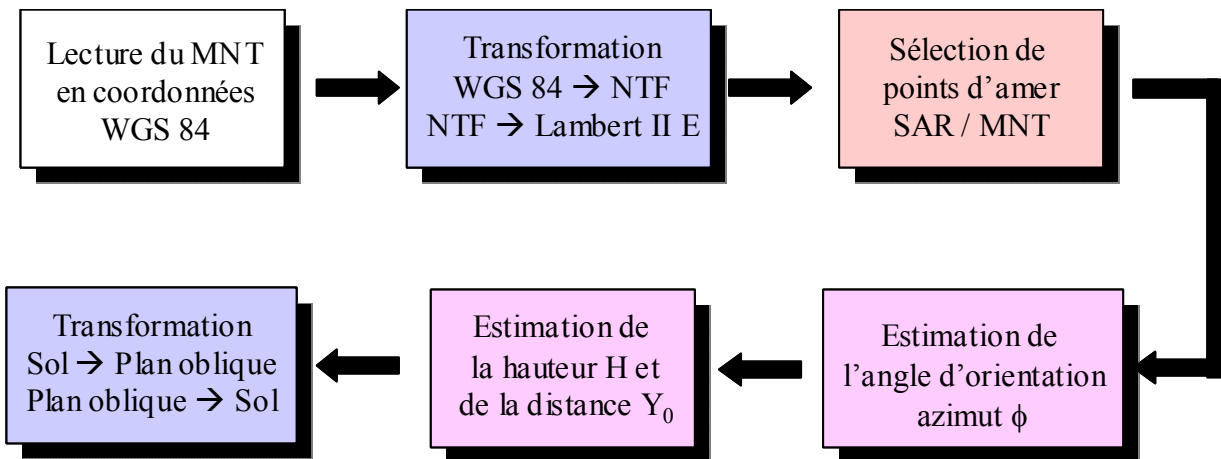 Lecture du MNT
en coordonnées
WGS 84
Transformation
WGS 84 → NTF
NTF → Lambert II E
Sélection de
points d’amer
SAR / MNT
Estimation de
l’angle d’orientation
azimut ϕ
Estimation de
la hauteur H et
de la distance Y₀
Transformation
Sol → Plan oblique
Plan oblique → Sol